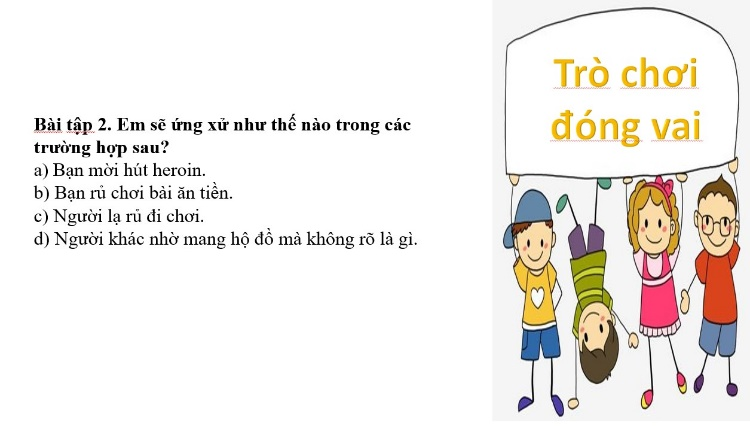 Bài tập 2. Em sẽ ứng xử như thế nào trong các
trường hợp sau?
a) Bạn mời hút heroin.
b) Bạn rủ chơi bài ăn tiền.
c) Người lạ rủ đi chơi.
d) Người khác nhờ mang hộ đồ mà không rõ là gì.
Trò chơi
đóng vai